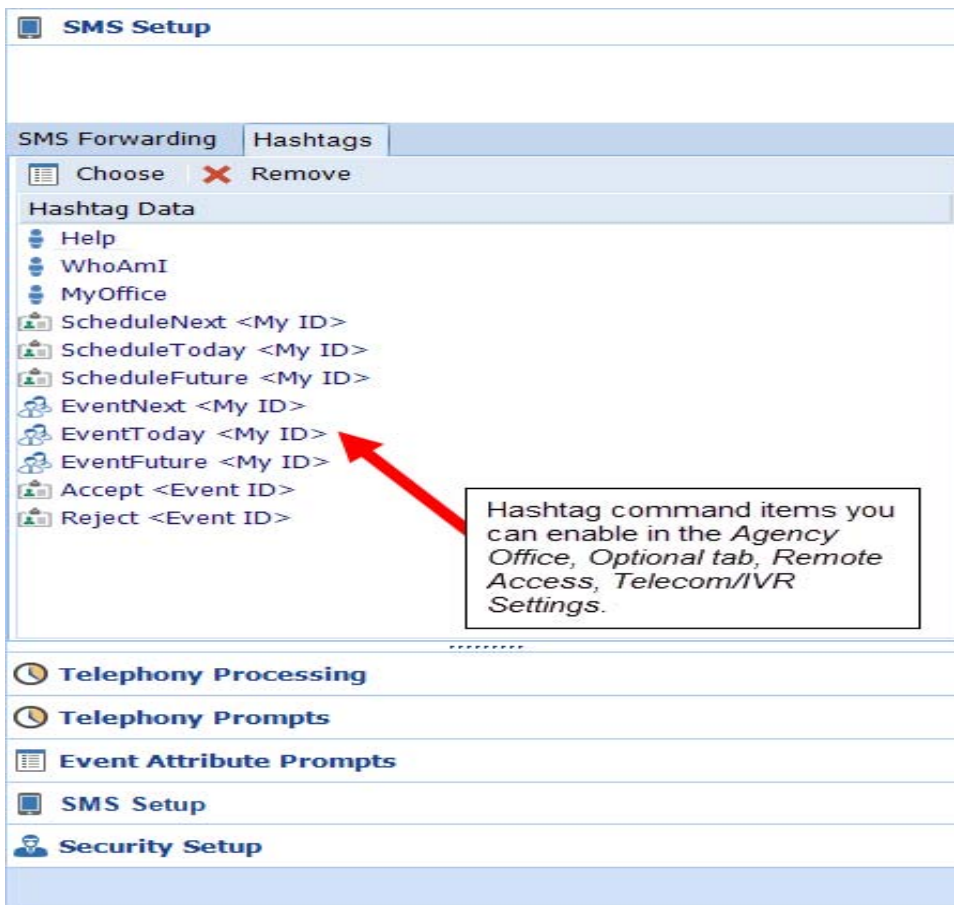 SMS Setup
SMS Forwarding Hashtags
Choose Remove
Hashtag Data
Help
WhoAmI
MyOffice
ScheduleNext <My ID>
ScheduleToday <My ID>
ScheduleFuture <My ID>
EventNext <My ID>
EventToday <My ID>
EventFuture <My ID>
Accept <Event ID>
Reject <Event ID>
Hashtag command items you
can enable in the Agency
Office, Optional tab, Remote
Access, Telecom/IVR
Settings.
Telephony Processing
Telephony Prompts
Event Attribute Prompts
SMS Setup
Security Setup